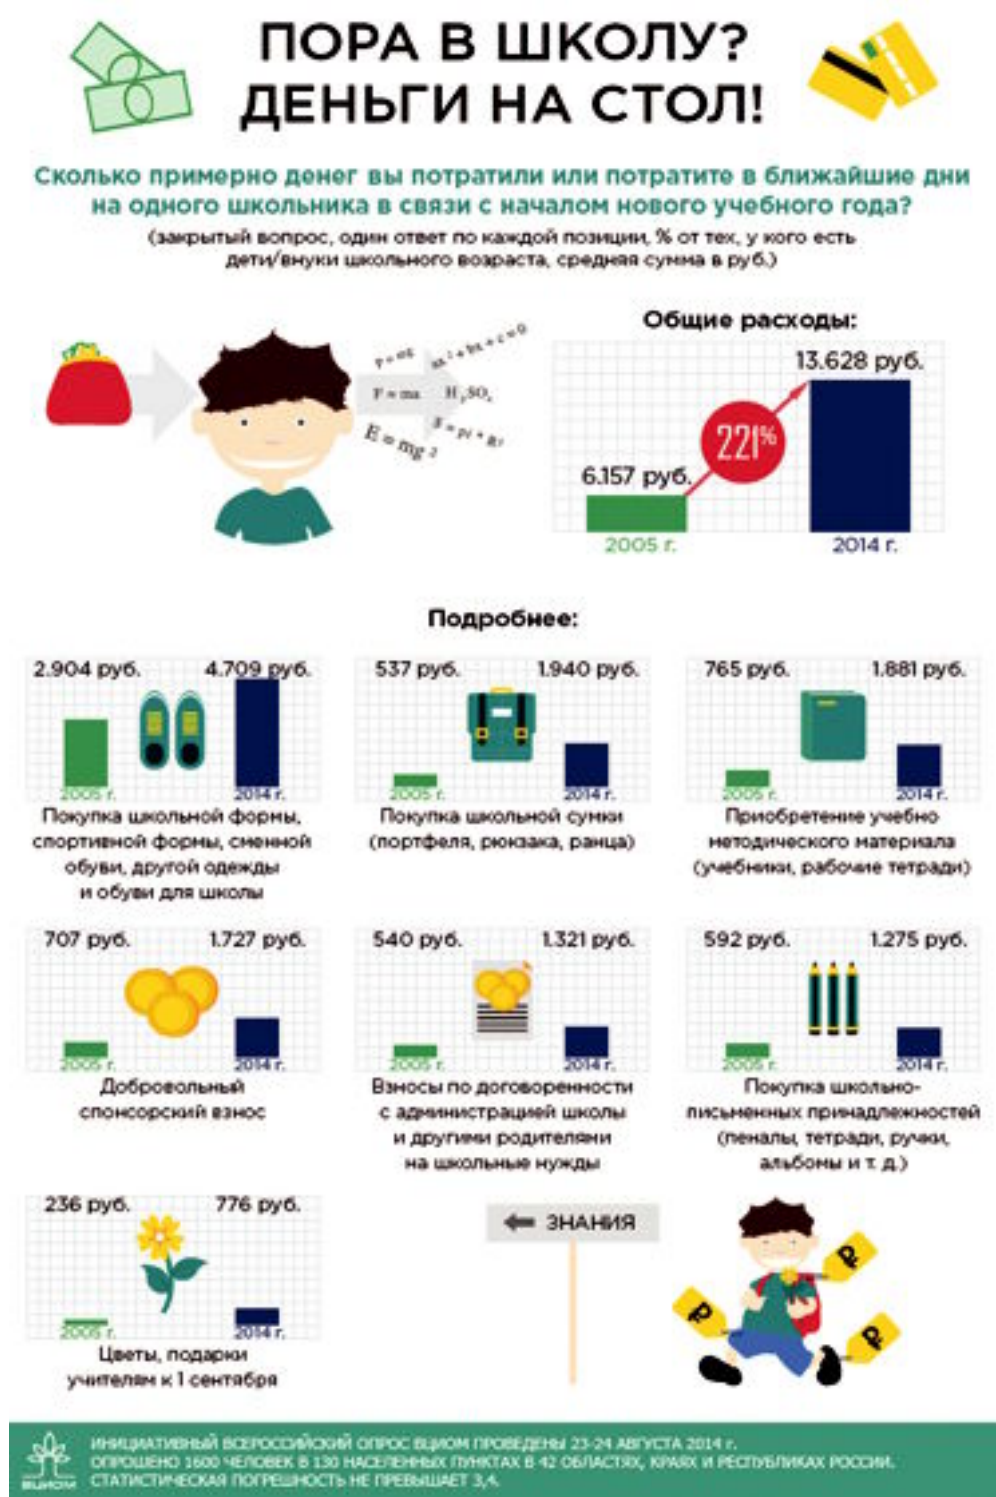 ПОРА В ШКОЛУ?
ДЕНЬГИ НА СТОЛ!
Сколько примерно денег вы потратили или потратите в ближайшие дни
на одного школьника в связи с началом нового учебного года?
(закрытый вопрос, один ответ по каждой позиции, % от тех, у кого есть
дети/внуки школьного возраста, средняя сумма в руб.)
P = mg
ax² + bx + c = 0
F = ma
H₂SO₄
E = mg ²
Общие расходы:
13.628 руб.
221%
6.157 руб.
2005 г.
2014 г.
Подробнее:
2.904 руб.
4.709 руб.
2005 г.
2014 г.
Покупка школьной формы,
спортивной формы, сменной
обуви, другой одежды
и обуви для школы
537 руб.
1.940 руб.
2005 г.
2014 г.
Покупка школьной сумки
(портфеля, рюкзака, ранца)
765 руб.
1.881 руб.
2005 г.
2014 г.
Приобретение учебно
методического материала
(учебники, рабочие тетради)
707 руб.
1.727 руб.
2005 г.
2014 г.
Добровольный
спонсорский взнос
540 руб.
1.321 руб.
2005 г.
2014 г.
Взносы по договоренности
с администрацией школы
и другими родителями
на школьные нужды
592 руб.
1.275 руб.
2005 г.
2014 г.
Покупка школьно-
письменных принадлежностей
(пеналы, тетради, ручки,
альбомы и т. д.)
236 руб.
776 руб.
2005 г.
2014 г.
Цветы, подарки
учителям к 1 сентября
ЗНАНИЯ
₽
₽
₽
ВЦИОМ
ИНИЦИАТИВНЫЙ ВСЕРОССИЙСКИЙ ОПРОС ВЦИОМ ПРОВЕДЕНЫ 23-24 АВГУСТА 2014 г.
ОПРОШЕНО 1600 ЧЕЛОВЕК В 130 НАСЕЛЕННЫХ ПУНКТАХ В 42 ОБЛАСТЯХ, КРАЯХ И РЕСПУБЛИКАХ РОССИИ.
СТАТИСТИЧЕСКАЯ ПОГРЕШНОСТЬ НЕ ПРЕВЫШАЕТ 3,4.